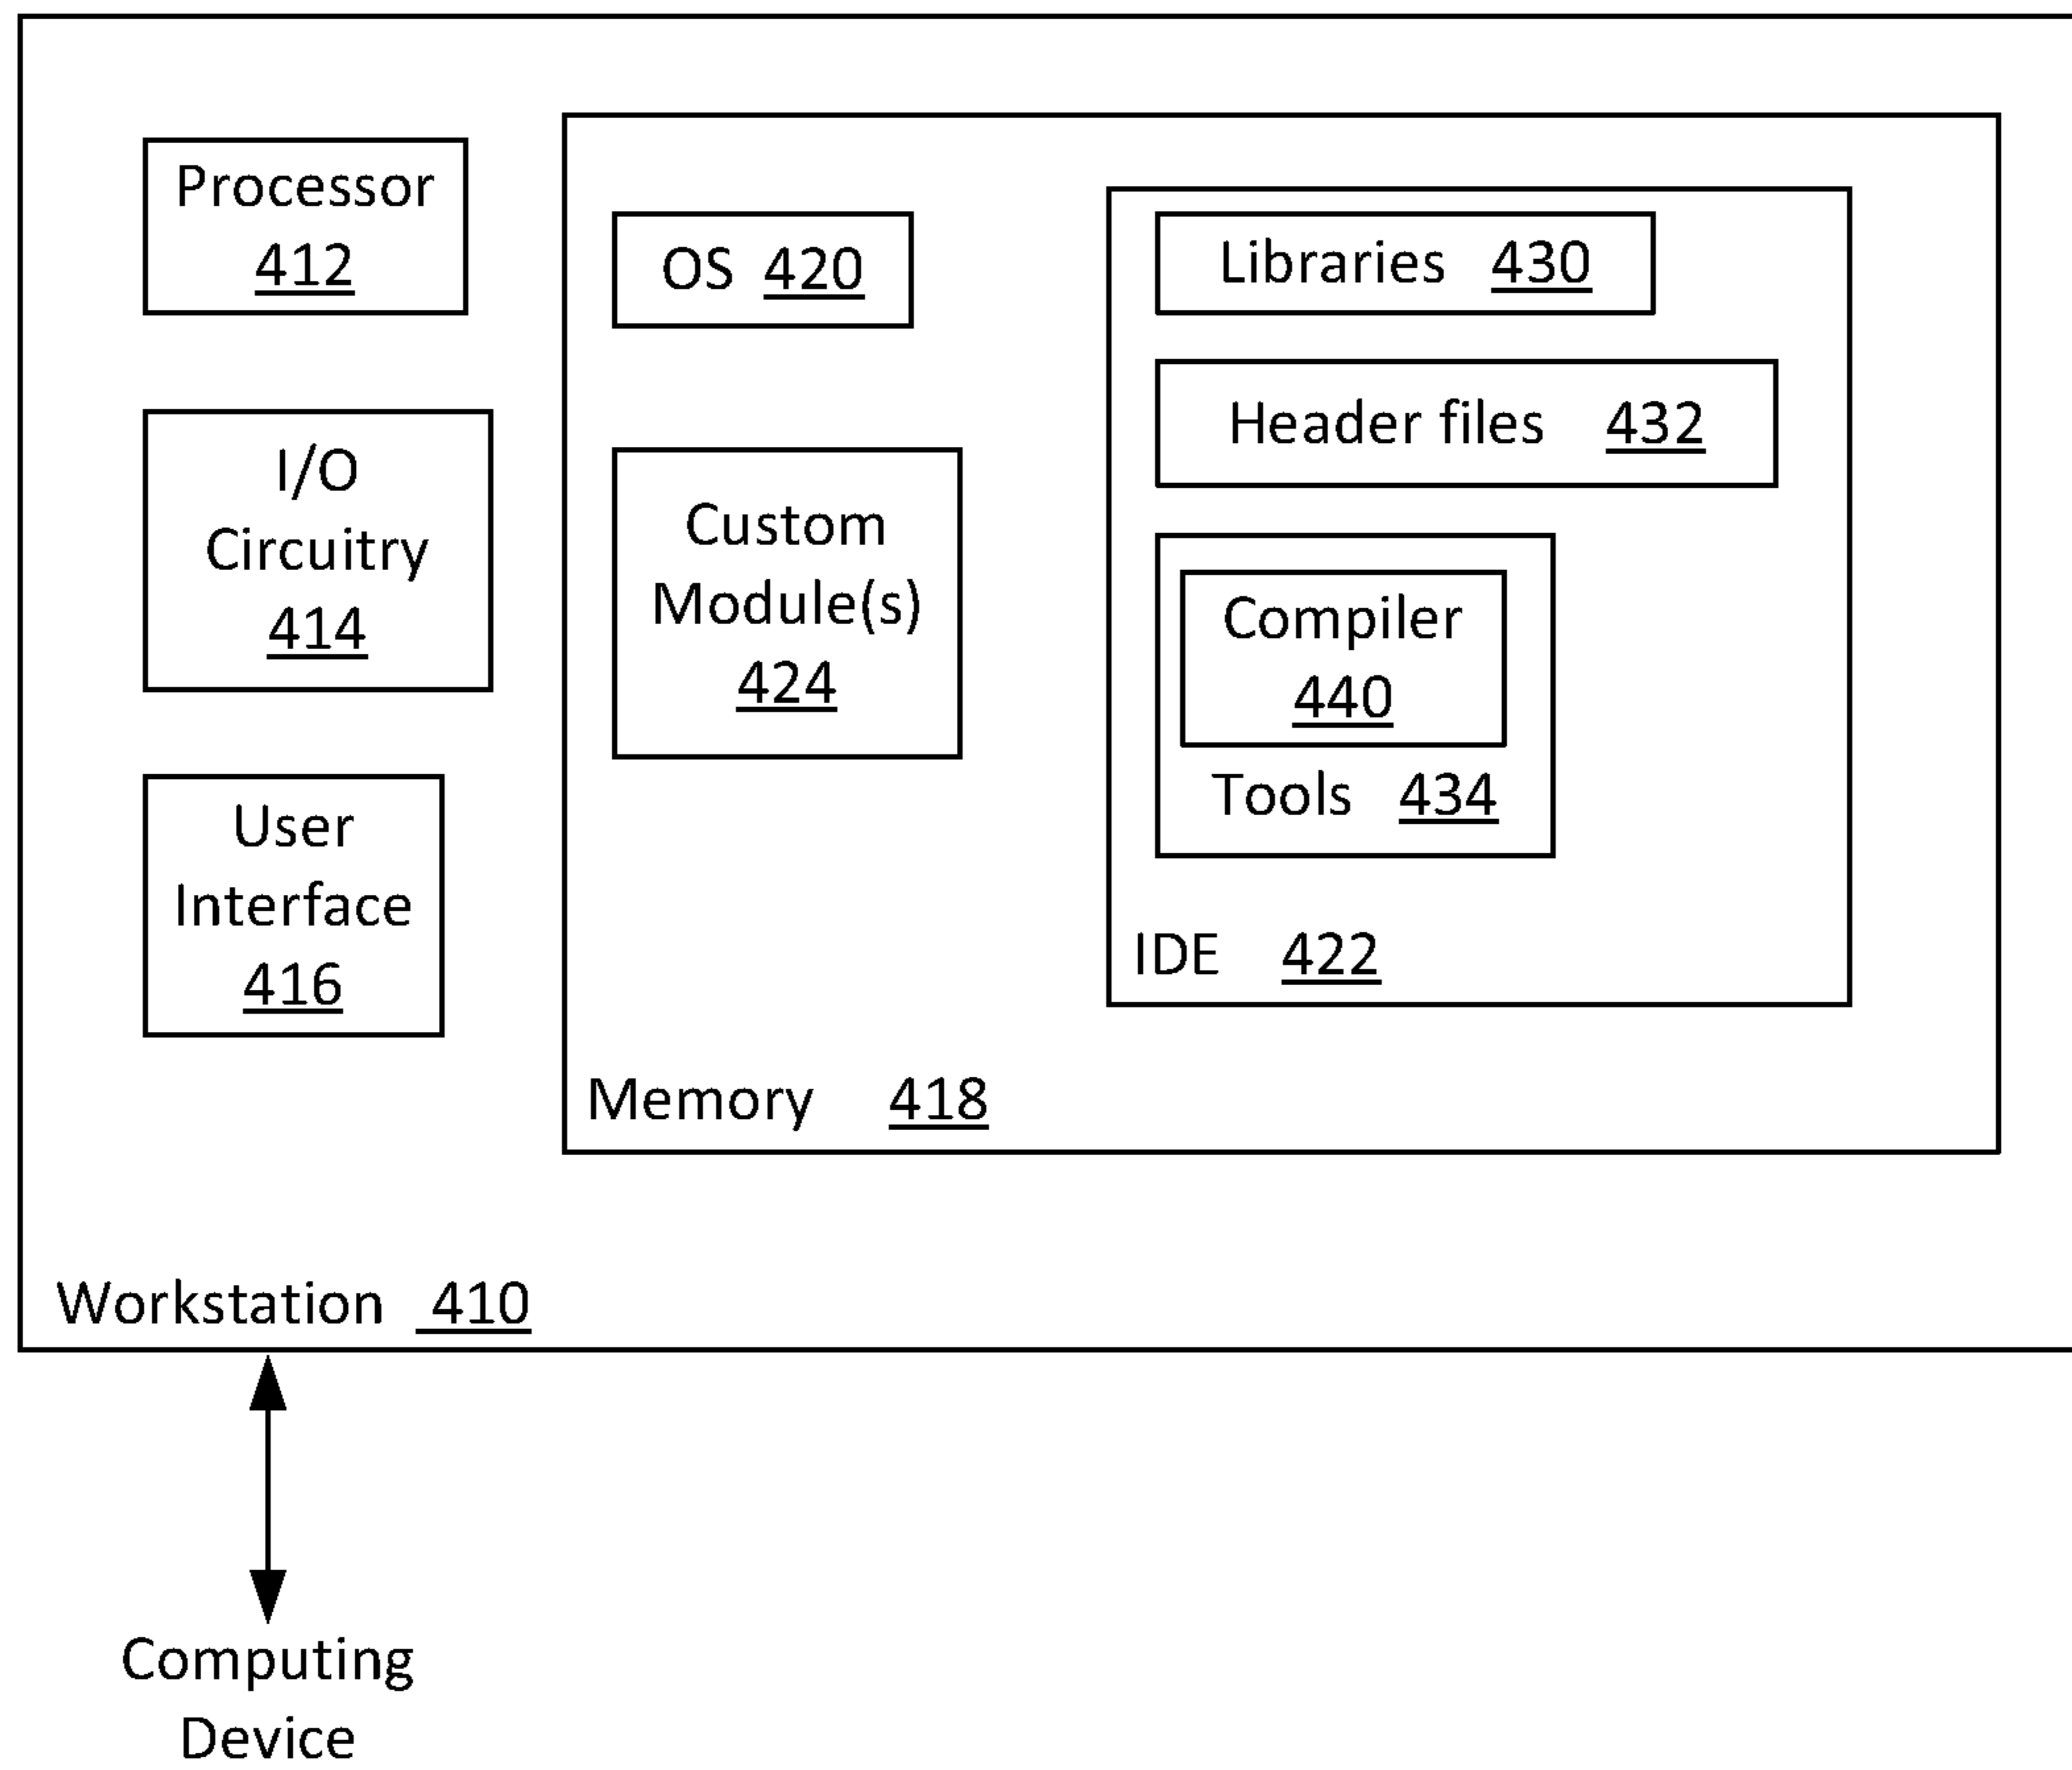 Processor
412
I/O
Circuitry
414
User
Interface
416
OS 420
Custom
Module(s)
424
Libraries 430
Header files 432
Compiler
440
Tools 434
IDE 422
Memory 418
Workstation 410
Computing
Device